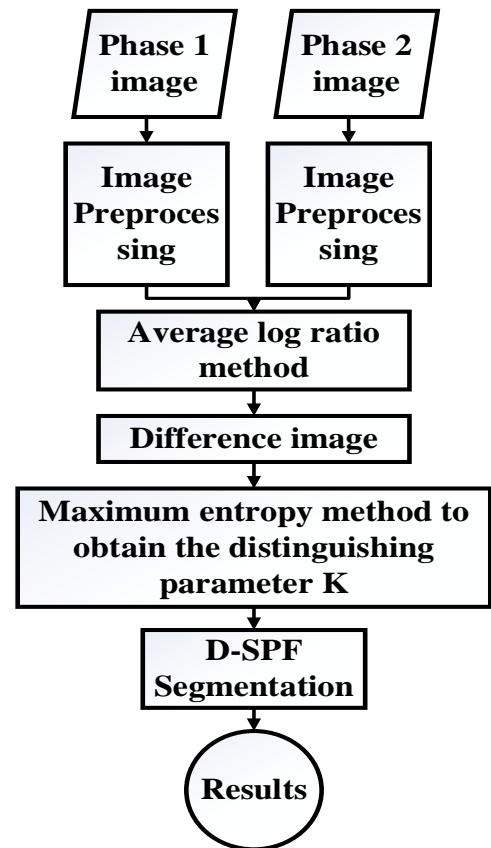 Phase 1
image
Phase 2
image
Image
Preproces
sing
Image
Preproces
sing
Average log ratio
method
Difference image
Maximum entropy method to
obtain the distinguishing
parameter K
D-SPF
Segmentation
Results